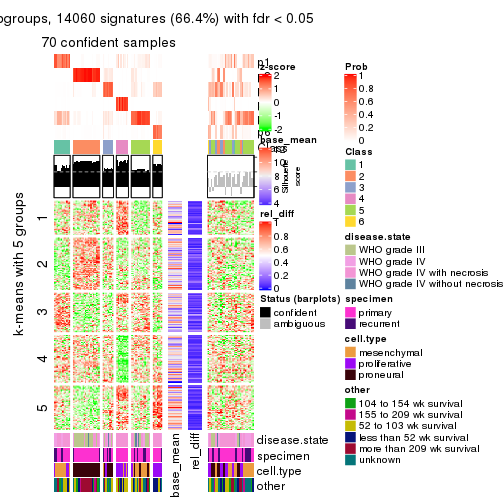 ogroups, 14060 signatures (66.4%) with fdr < 0.05
70 confident samples
p1
z-score
2
1
0
-1
-2
base_mean
10
8
6
4
Silhouette
score
rel_diff
1
0.8
0.6
0.4
0.2
0
Status (barplots)
confident
ambiguous
Prob
1
0.8
0.6
0.4
0.2
0
Class
1
2
3
4
5
6
disease.state
WHO grade III
WHO grade IV
WHO grade IV with necrosis
WHO grade IV without necrosis
specimen
primary
recurrent
cell.type
mesenchymal
proliferative
proneural
other
104 to 154 wk survival
155 to 209 wk survival
52 to 103 wk survival
less than 52 wk survival
more than 209 wk survival
unknown
k-means with 5 groups
1
2
3
4
5
disease.state
specimen
cell.type
other
base_mean
rel_diff